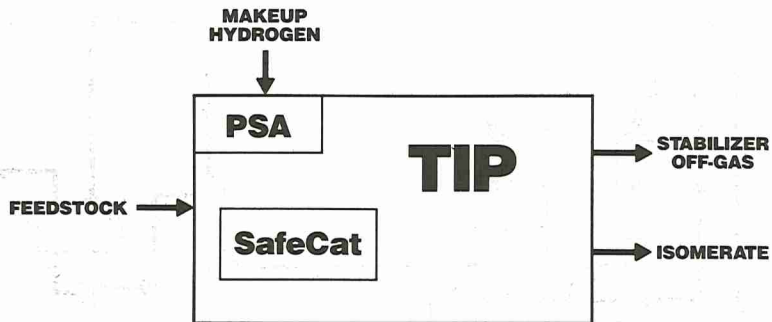 MAKEUP
HYDROGEN
PSA
TIP
STABILIZER
OFF-GAS
FEEDSTOCK
SafeCat
ISOMERATE